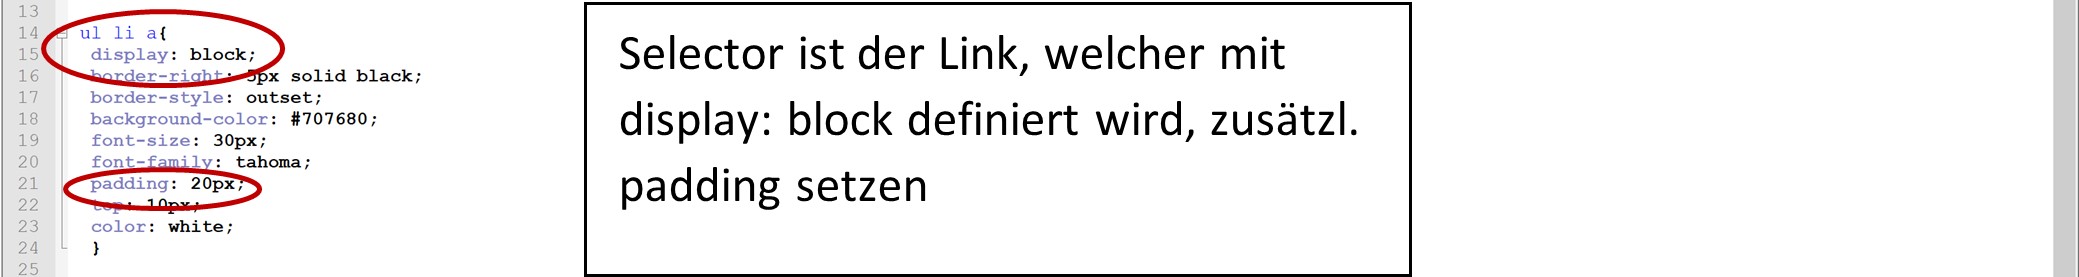 13
14 ul li a{
15 display: block;
16 border-right: 5px solid black;
17 border-style: outset;
18 background-color: #707680;
19 font-size: 30px;
20 font-family: tahoma;
21 padding: 20px;
22 top: 10px;
23 color: white;
24 }
25
Selector ist der Link, welcher mit
display: block definiert wird, zusätzl.
padding setzen